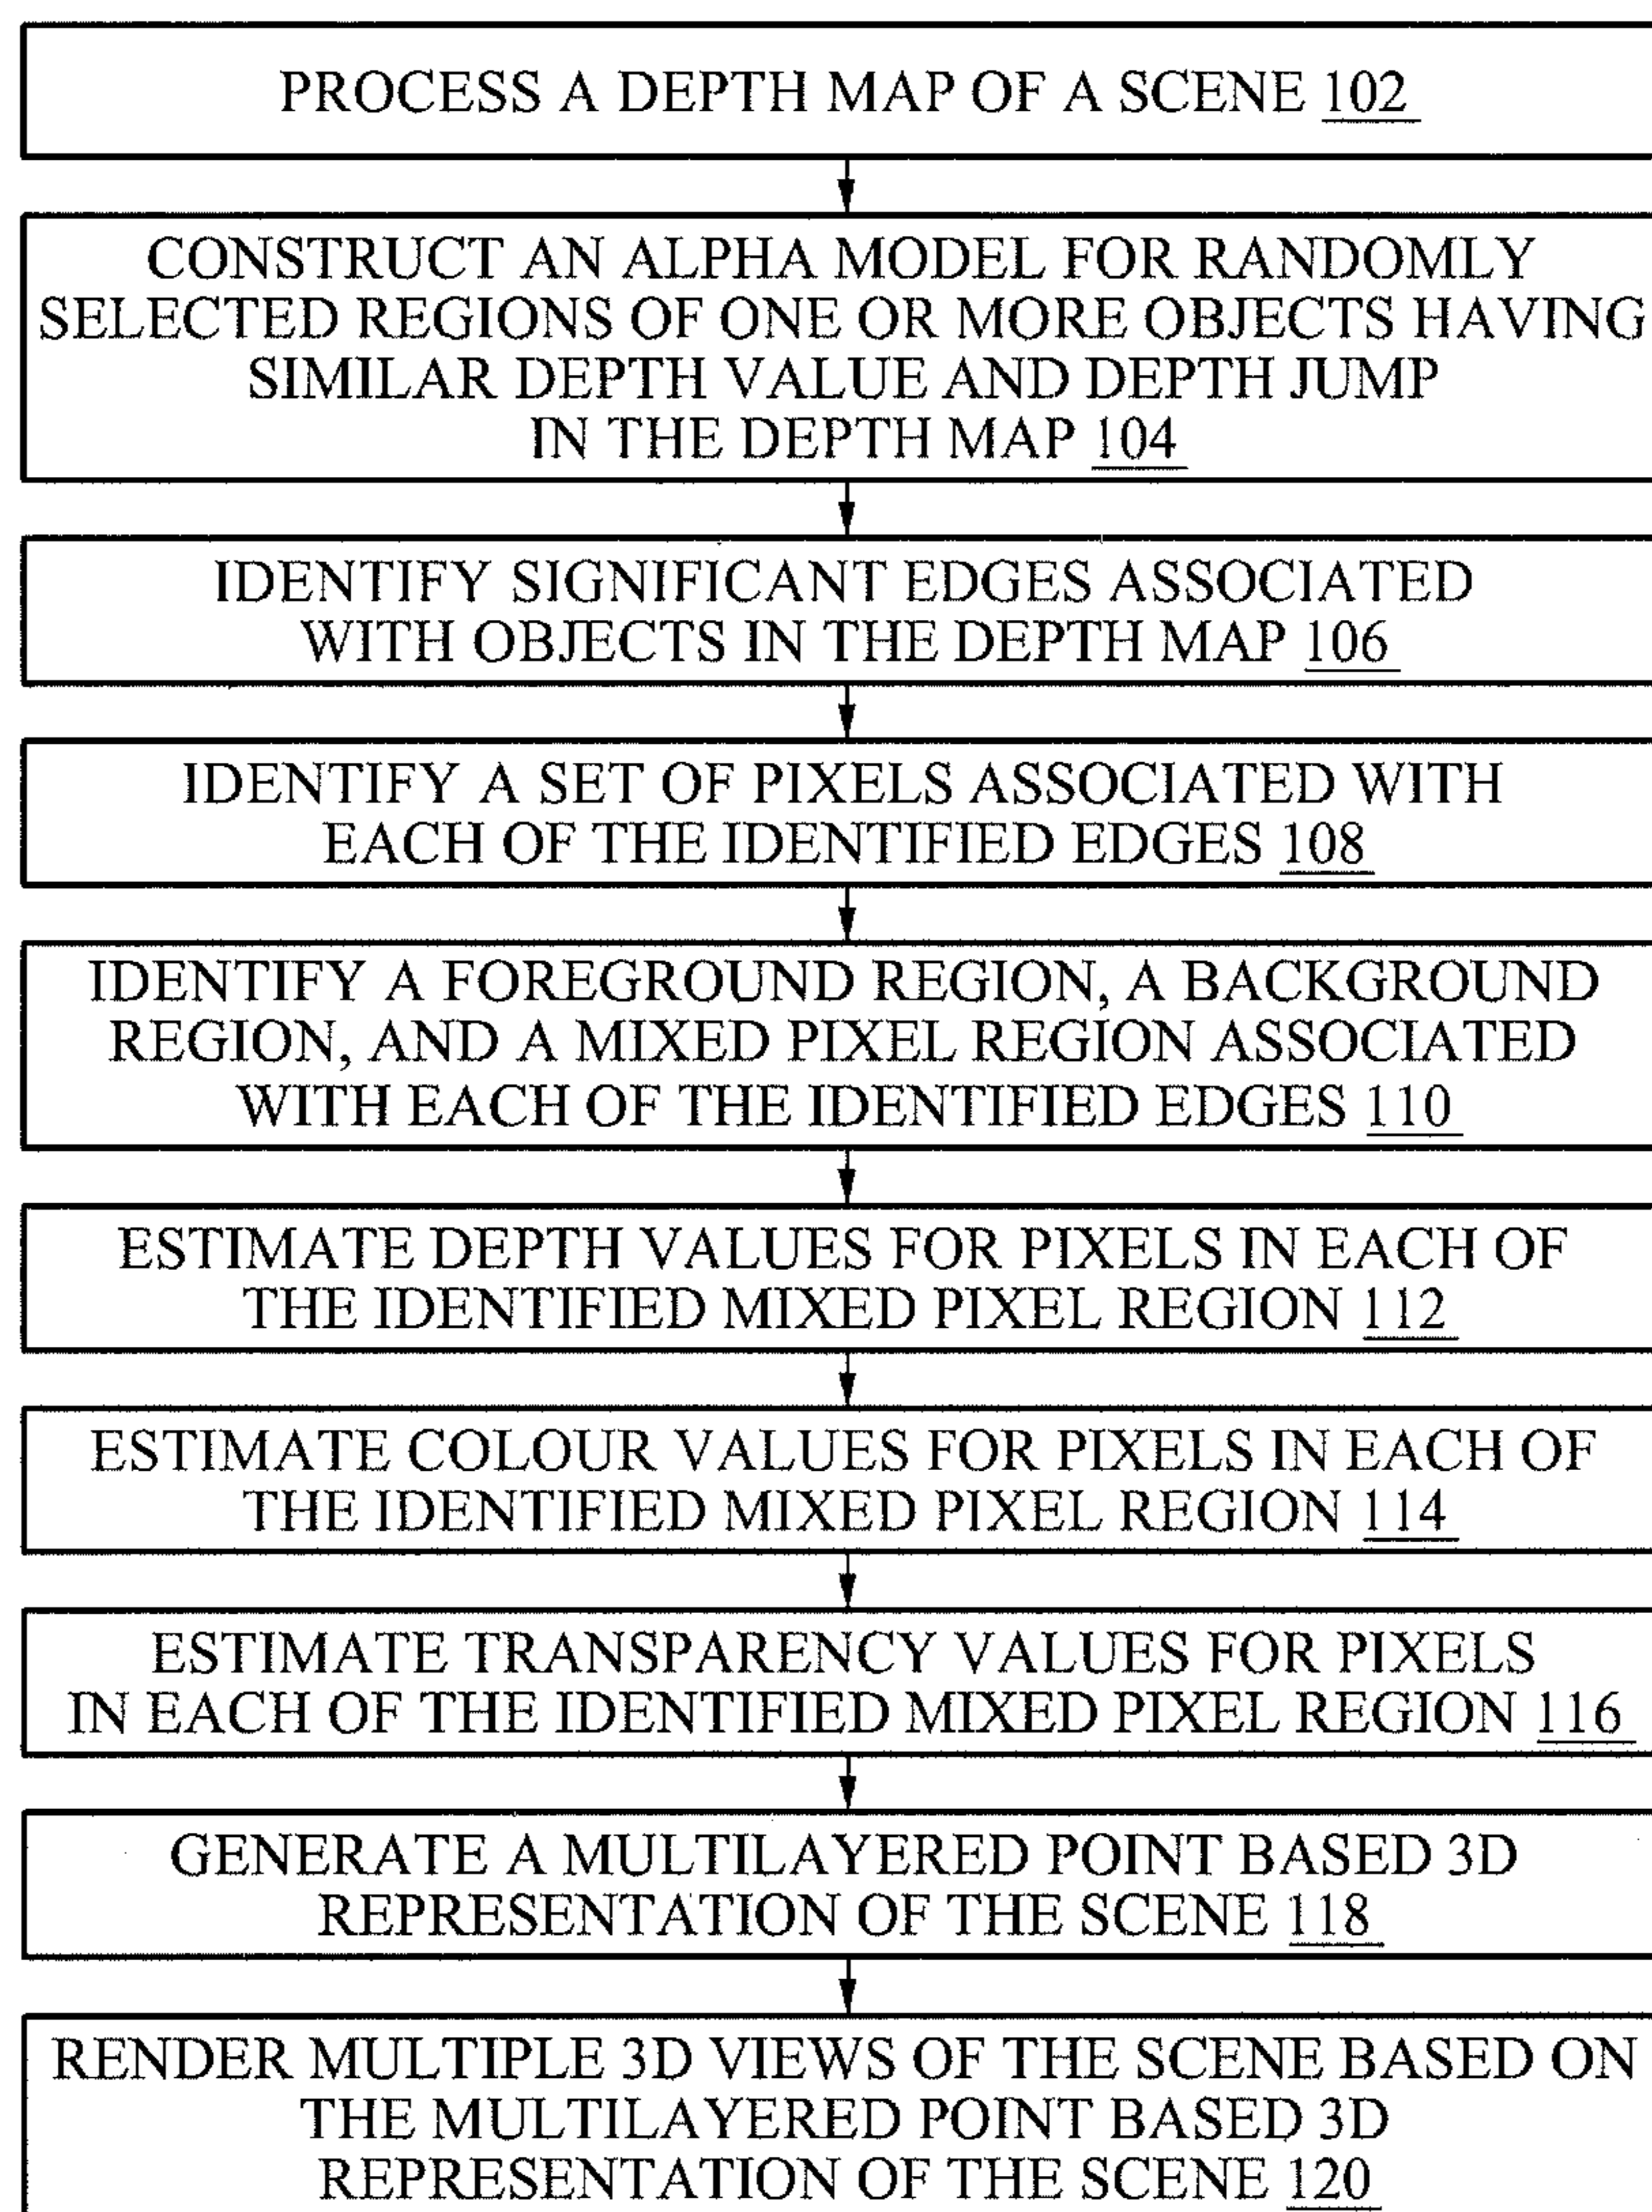 PROCESS A DEPTH MAP OF A SCENE 102
CONSTRUCT AN ALPHA MODEL FOR RANDOMLY
SELECTED REGIONS OF ONE OR MORE OBJECTS HAVING
SIMILAR DEPTH VALUE AND DEPTH JUMP
IN THE DEPTH MAP 104
IDENTIFY SIGNIFICANT EDGES ASSOCIATED
WITH OBJECTS IN THE DEPTH MAP 106
IDENTIFY A SET OF PIXELS ASSOCIATED WITH
EACH OF THE IDENTIFIED EDGES 108
IDENTIFY A FOREGROUND REGION, A BACKGROUND
REGION, AND A MIXED PIXEL REGION ASSOCIATED
WITH EACH OF THE IDENTIFIED EDGES 110
ESTIMATE DEPTH VALUES FOR PIXELS IN EACH OF
THE IDENTIFIED MIXED PIXEL REGION 112
ESTIMATE COLOUR VALUES FOR PIXELS IN EACH OF
THE IDENTIFIED MIXED PIXEL REGION 114
ESTIMATE TRANSPARENCY VALUES FOR PIXELS
IN EACH OF THE IDENTIFIED MIXED PIXEL REGION 116
GENERATE A MULTILAYERED POINT BASED 3D
REPRESENTATION OF THE SCENE 118
RENDER MULTIPLE 3D VIEWS OF THE SCENE BASED ON
THE MULTILAYERED POINT BASED 3D
REPRESENTATION OF THE SCENE 120